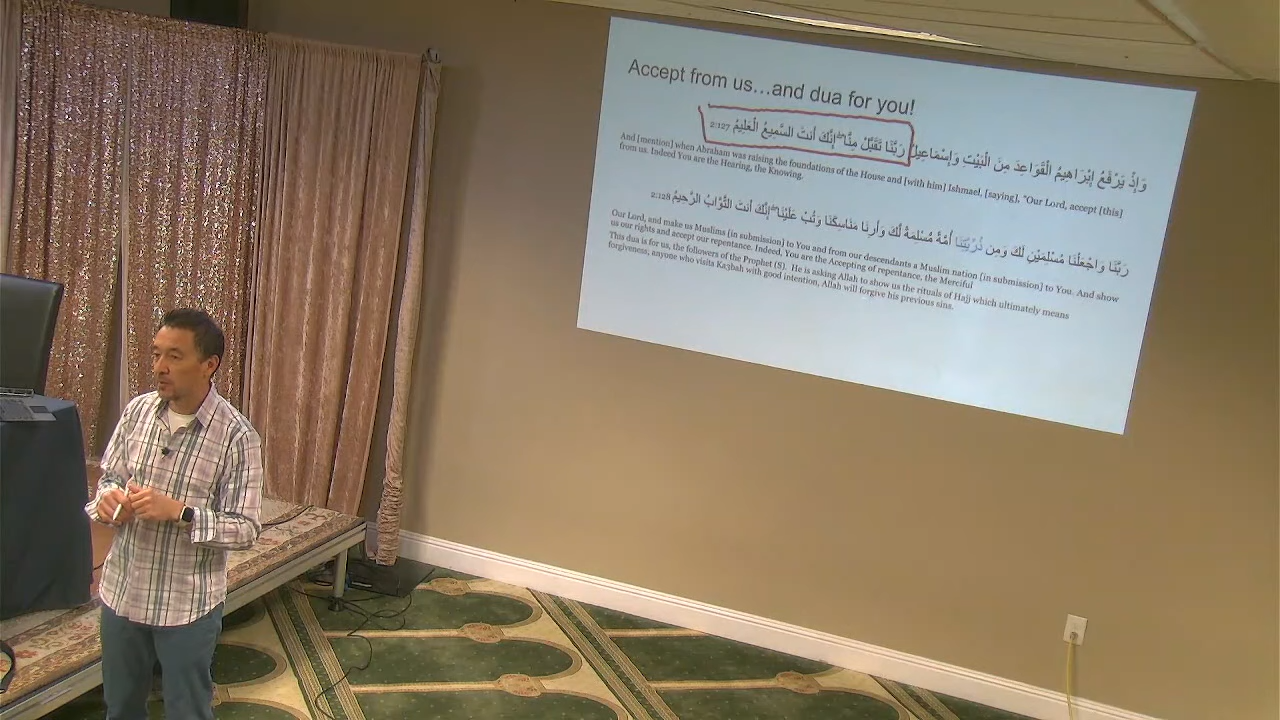 Accept from us...and dua for you!
وَإِذْ يَرْفَعُ إِبْرَاهِيمُ الْقَوَاعِدَ مِنَ الْبَيْتِ وَإِسْمَاعِيلُ رَبَّنَا تَقَبَّلْ مِنَّا ۖ إِنَّكَ أَنتَ السَّمِيعُ الْعَلِيمُ 2:127
And [mention] when Abraham was raising the foundations of the House and [with him] Ishmael, [saying], "Our Lord, accept [this]
from us. Indeed You are the Hearing, the Knowing.
رَبَّنَا وَاجْعَلْنَا مُسْلِمَيْنِ لَكَ وَمِن ذُرِّيَّتِنَا أُمَّةً مُّسْلِمَةً لَّكَ وَأَرِنَا مَنَاسِكَنَا وَتُبْ عَلَيْنَا ۖ إِنَّكَ أَنتَ التَّوَّابُ الرَّحِيمُ 2:128
Our Lord, and make us Muslims [in submission] to You and from our descendants a Muslim nation [in submission] to You. And show
us our rights and accept our repentance. Indeed, You are the Accepting of repentance, the Merciful
This dua is for us, the followers of the Prophet (S). He is asking Allah to show us the rituals of Hajj which ultimately means
forgiveness, anyone who visits Ka3bah with good intention, Allah will forgive his previous sins.